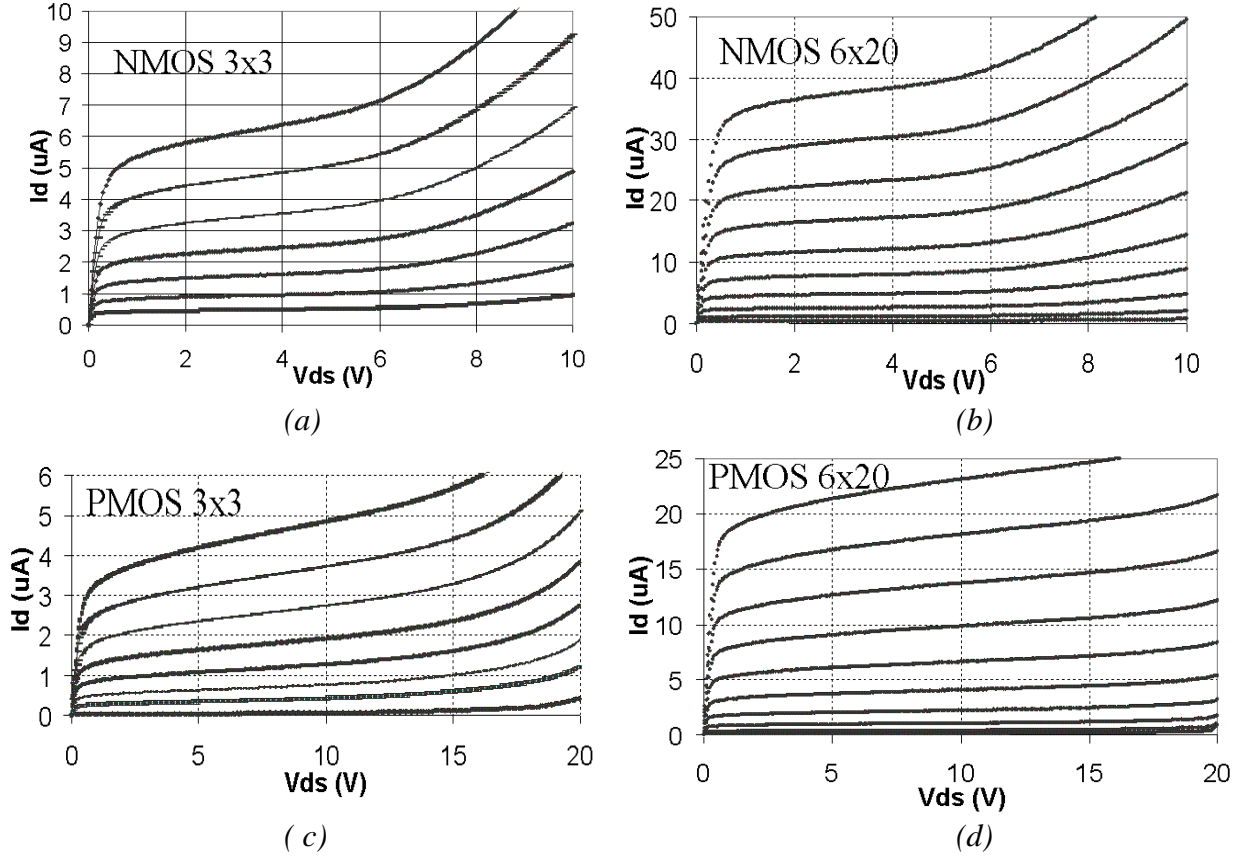 NMOS 3x3
Id (uA)
10
9
8
7
6
5
4
3
2
1
0
0 2 4 6 8 10
Vds (V)
(a)
NMOS 6x20
Id (uA)
50
40
30
20
10
0
0 2 4 6 8 10
Vds (V)
(b)
PMOS 3x3
Id (uA)
6
5
4
3
2
1
0
0 5 10 15 20
Vds (V)
( c)
PMOS 6x20
Id (uA)
25
20
15
10
5
0
0 5 10 15 20
Vds (V)
(d)